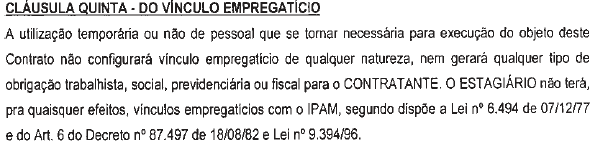 CLÁUSULA QUINTA - DO VÍNCULO EMPREGATÍCIO
A utilização temporária ou não de pessoal que se tornar necessária para execução do objeto deste
Contrato não configurará vínculo empregatício de qualquer natureza, nem gerará qualquer tipo de
obrigação trabalhista, social, previdenciária ou fiscal para o CONTRATANTE. O ESTAGIÁRIO não terá,
pra quaisquer efeitos, vínculos empregaticios com o IPAM, segundo dispõe a Lei nº 6.494 de 07/12/77
e do Art. 6 do Decreto nº 87.497 de 18/08/82 e Lei nº 9.394/96.